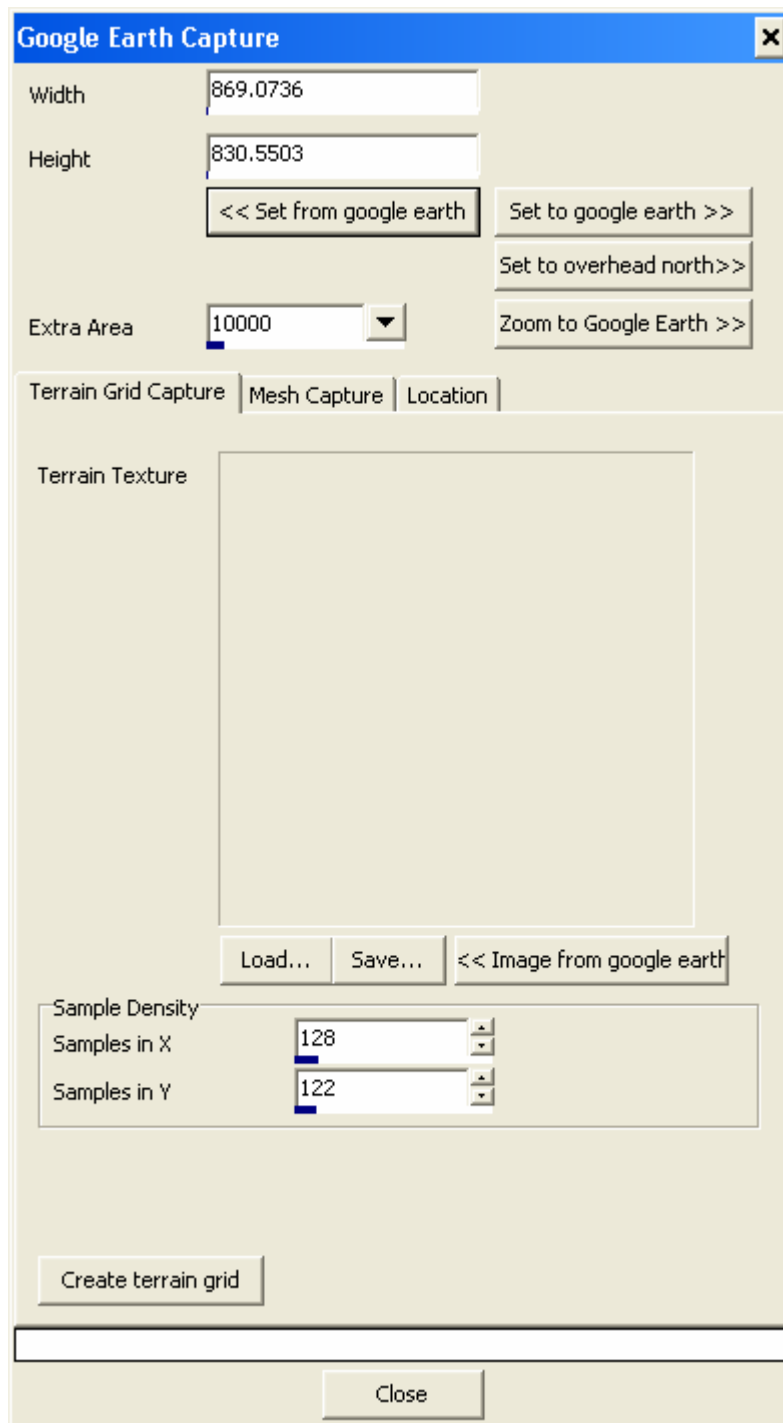 Google Earth Capture
Width 869.0736
Height 830.5503
<< Set from google earth Set to google earth >>
Set to overhead north>>
Extra Area 10000 Zoom to Google Earth >>
Terrain Grid Capture Mesh Capture Location
Terrain Texture
Load... Save... << Image from google earth
Sample Density
Samples in X 128
Samples in Y 122
Create terrain grid
Close